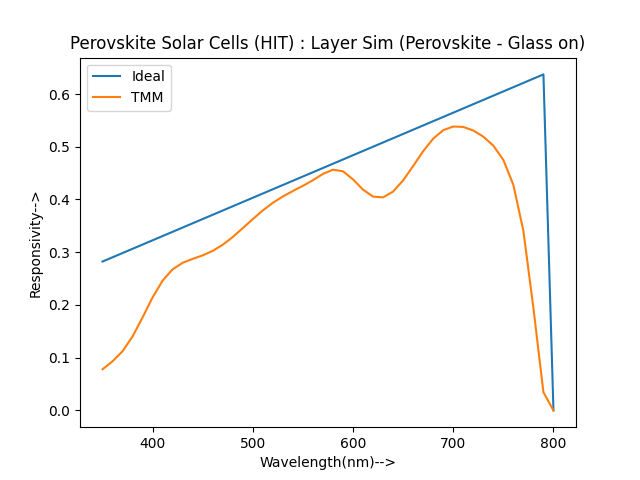 Perovskite Solar Cells (HIT) : Layer Sim (Perovskite - Glass on)
Ideal
TMM
0.6
0.5
0.4
0.3
0.2
0.1
0.0
Responsivity-->
400 500 600 700 800
Wavelength(nm)-->